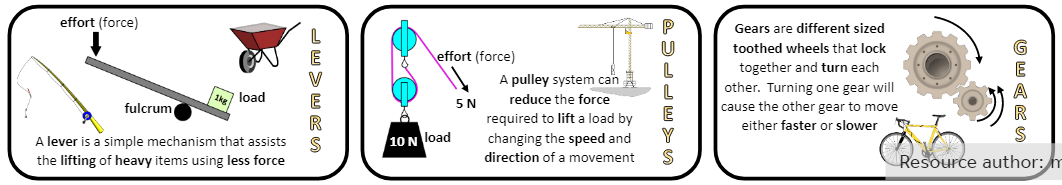 effort (force)
fulcrum
1kg
load
A lever is a simple mechanism that assists
the lifting of heavy items using less force
LEVERS
effort (force)
5 N
10 N
load
A pulley system can
reduce the force
required to lift a load by
changing the speed and
direction of a movement
PULLEYS
Gears are different sized
toothed wheels that lock
together and turn each
other. Turning one gear will
cause the other gear to move
either faster or slower
GEARS
Resource author: m